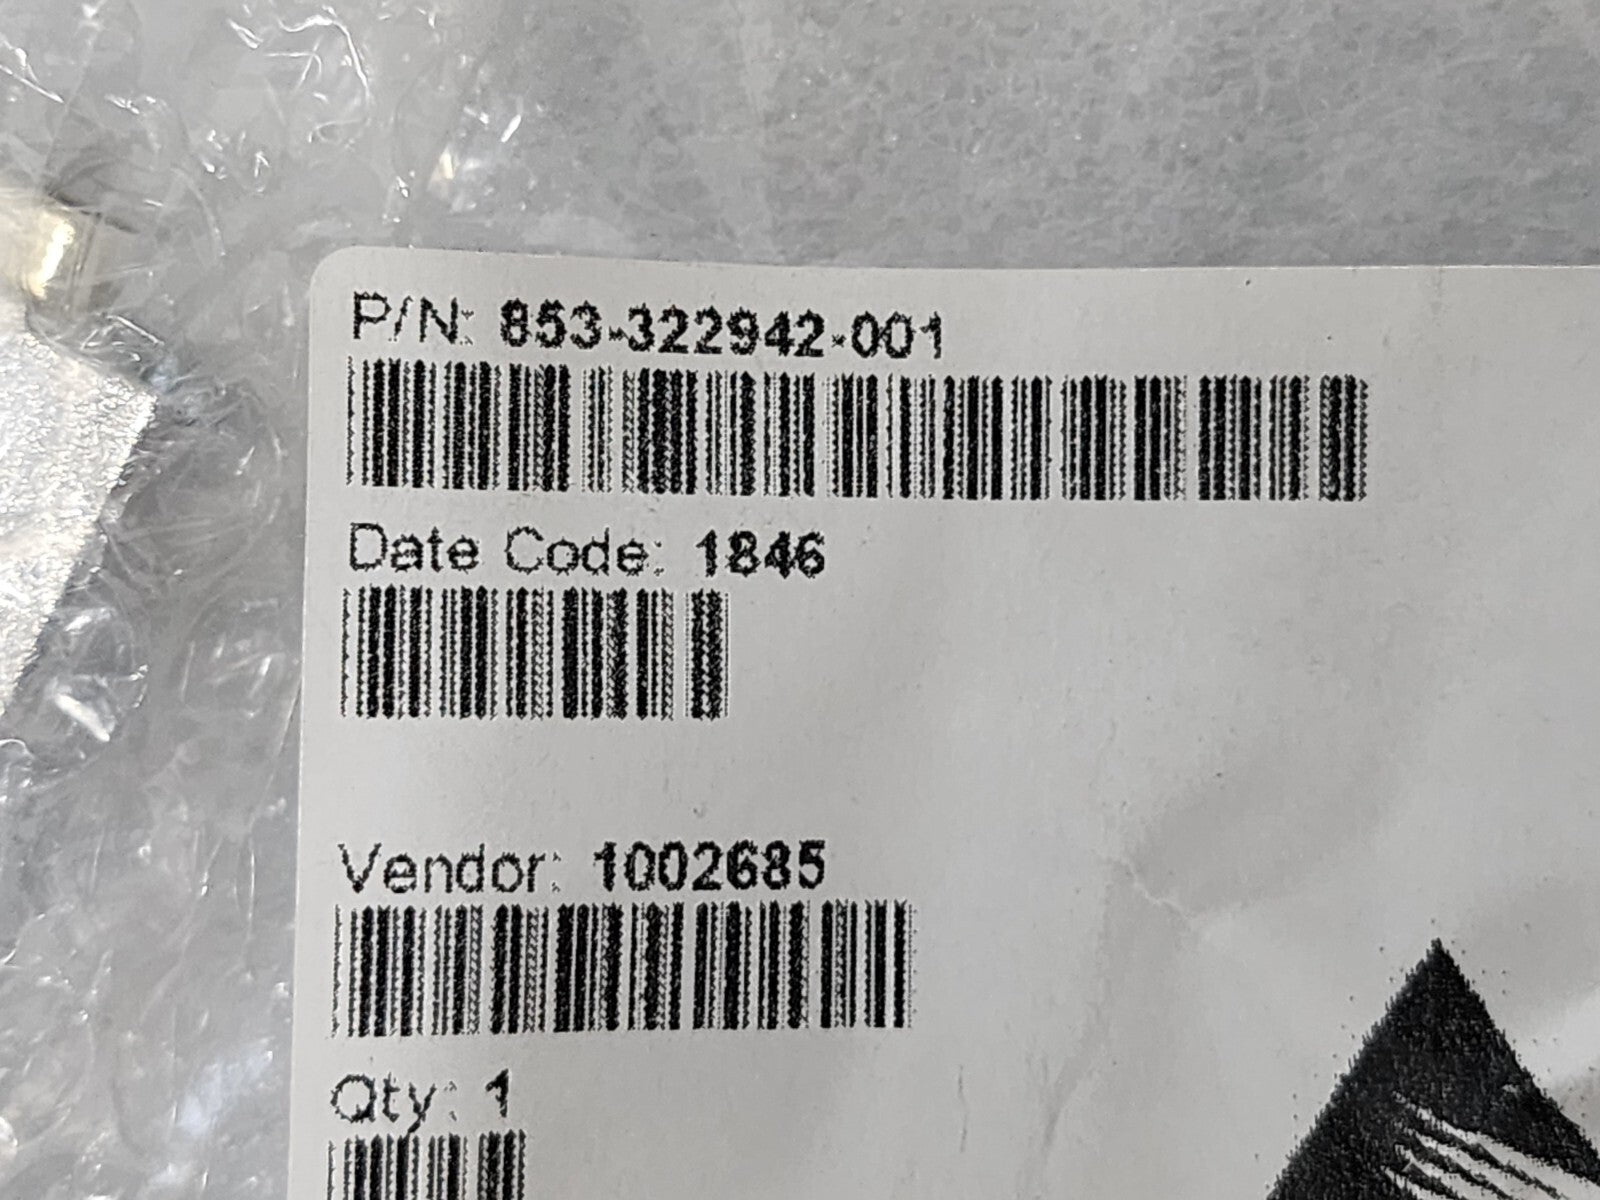 P/N: 853-322942-001
Date Code: 1846
Vendor: 1002685
Qty: 1